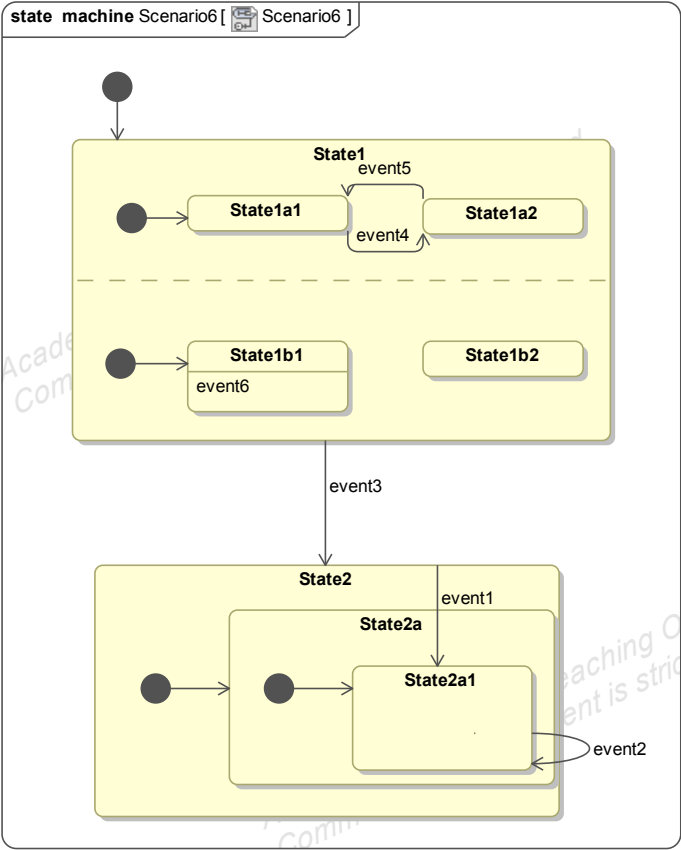 state machine Scenario6 [ Scenario6 ]
State1
event5
State1a1
State1a2
event4
State1b1
State1b2
event6
event3
State2
event1
State2a
State2a1
event2